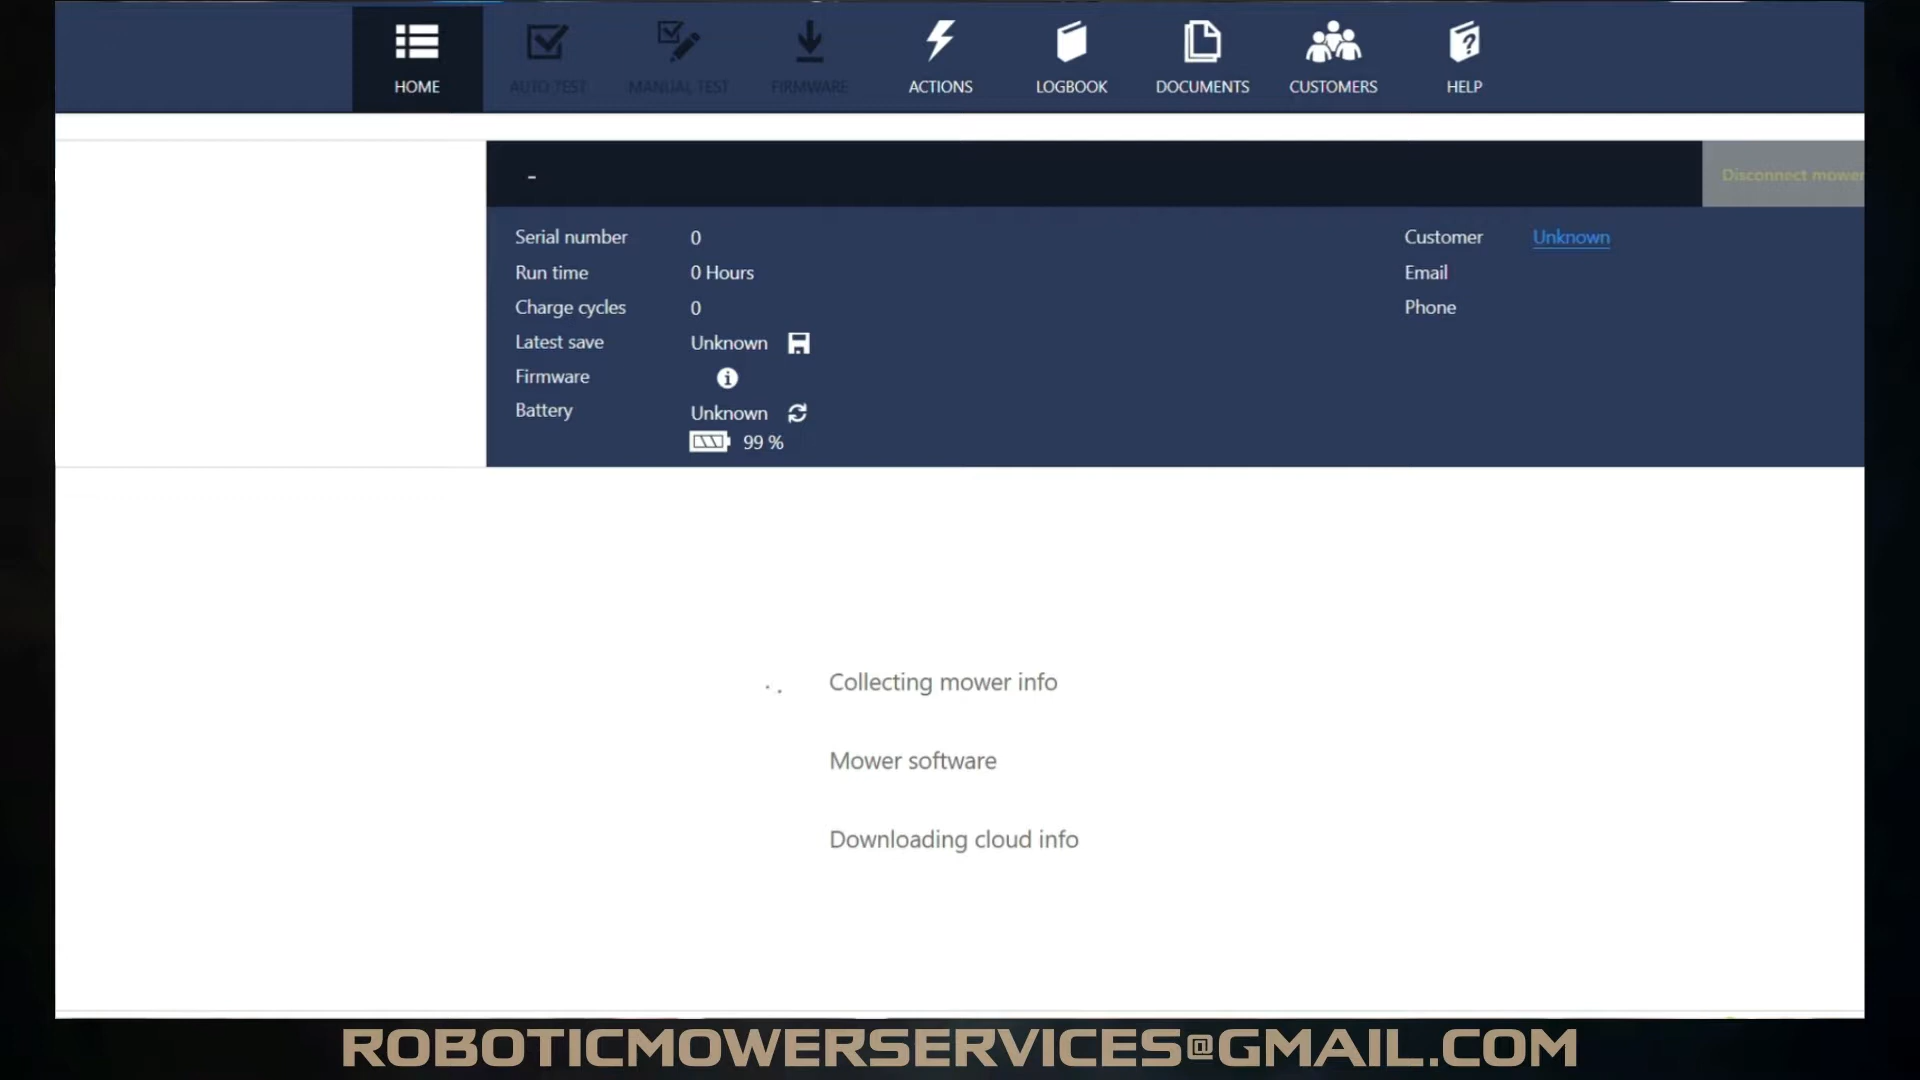 HOME
AUTO TEST
MANUAL TEST
FIRMWARE
ACTIONS
LOGBOOK
DOCUMENTS
CUSTOMERS
HELP
-
Disconnect mower
Serial number 0
Run time 0 Hours
Charge cycles 0
Latest save Unknown
Firmware
Battery Unknown
99 %
Customer Unknown
Email
Phone
Collecting mower info
Mower software
Downloading cloud info
ROBOTICMOWERSERVICES@GMAIL.COM